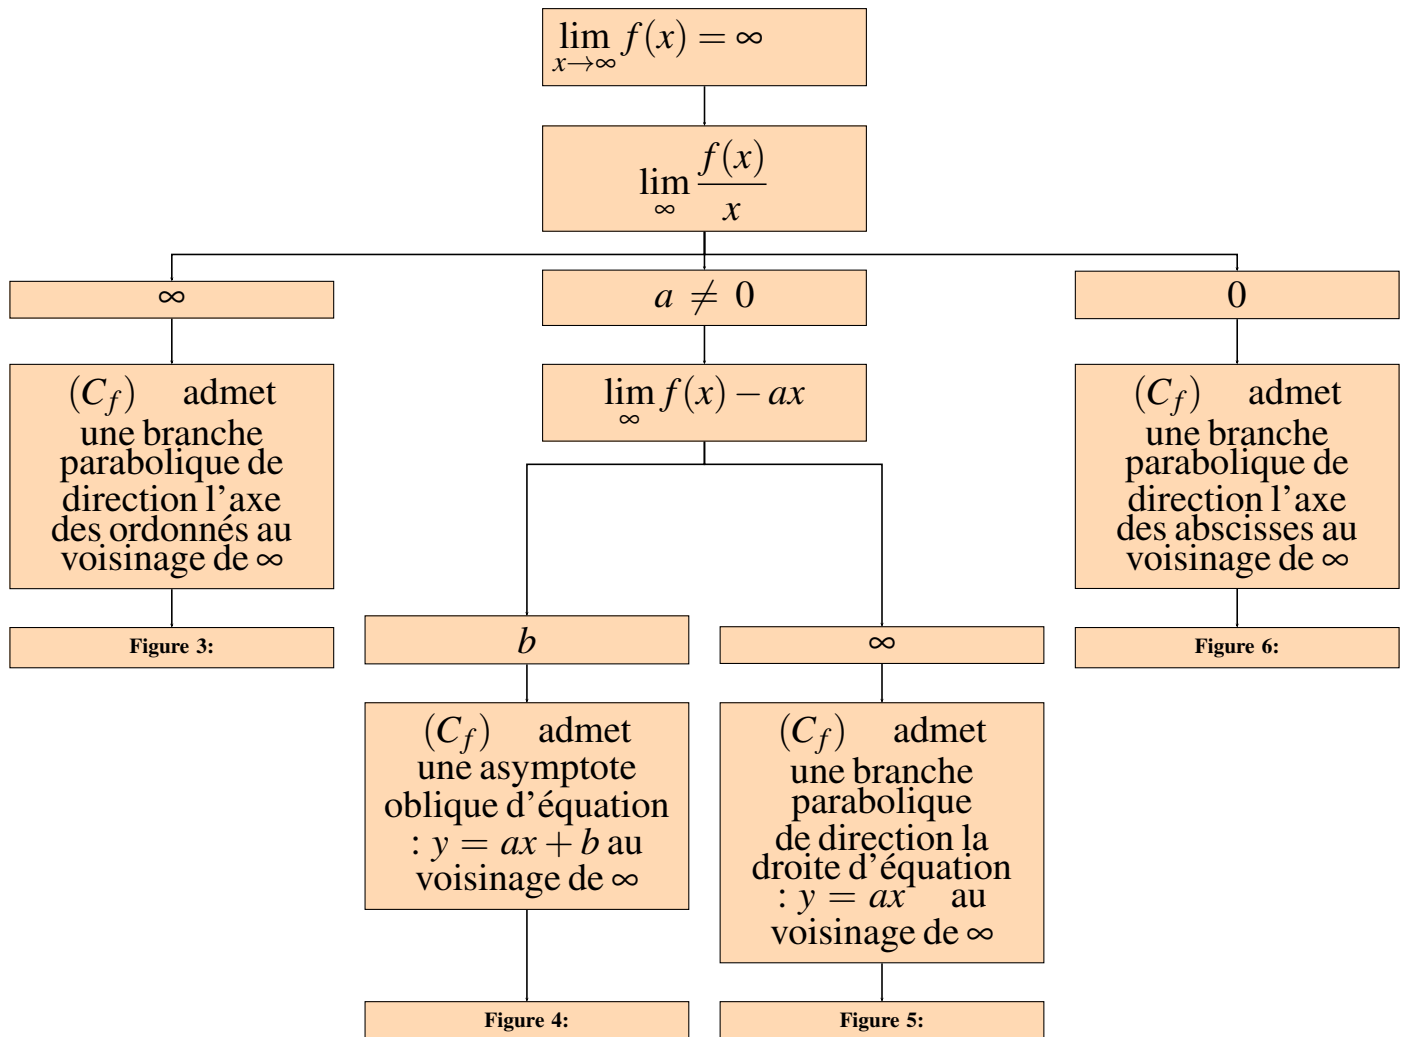 lim f(x) = ∞
x→∞
lim f(x)/x
∞
∞
a ≠ 0
0
(C_f) admet
une branche
parabolique de
direction l'axe
des ordonnés au
voisinage de ∞
lim f(x) − ax
∞
(C_f) admet
une branche
parabolique de
direction l'axe
des abscisses au
voisinage de ∞
Figure 3:
b
∞
Figure 6:
(C_f) admet
une asymptote
oblique d'équation
: y = ax + b au
voisinage de ∞
(C_f) admet
une branche
parabolique
de direction la
droite d'équation
: y = ax au
voisinage de ∞
Figure 4:
Figure 5: